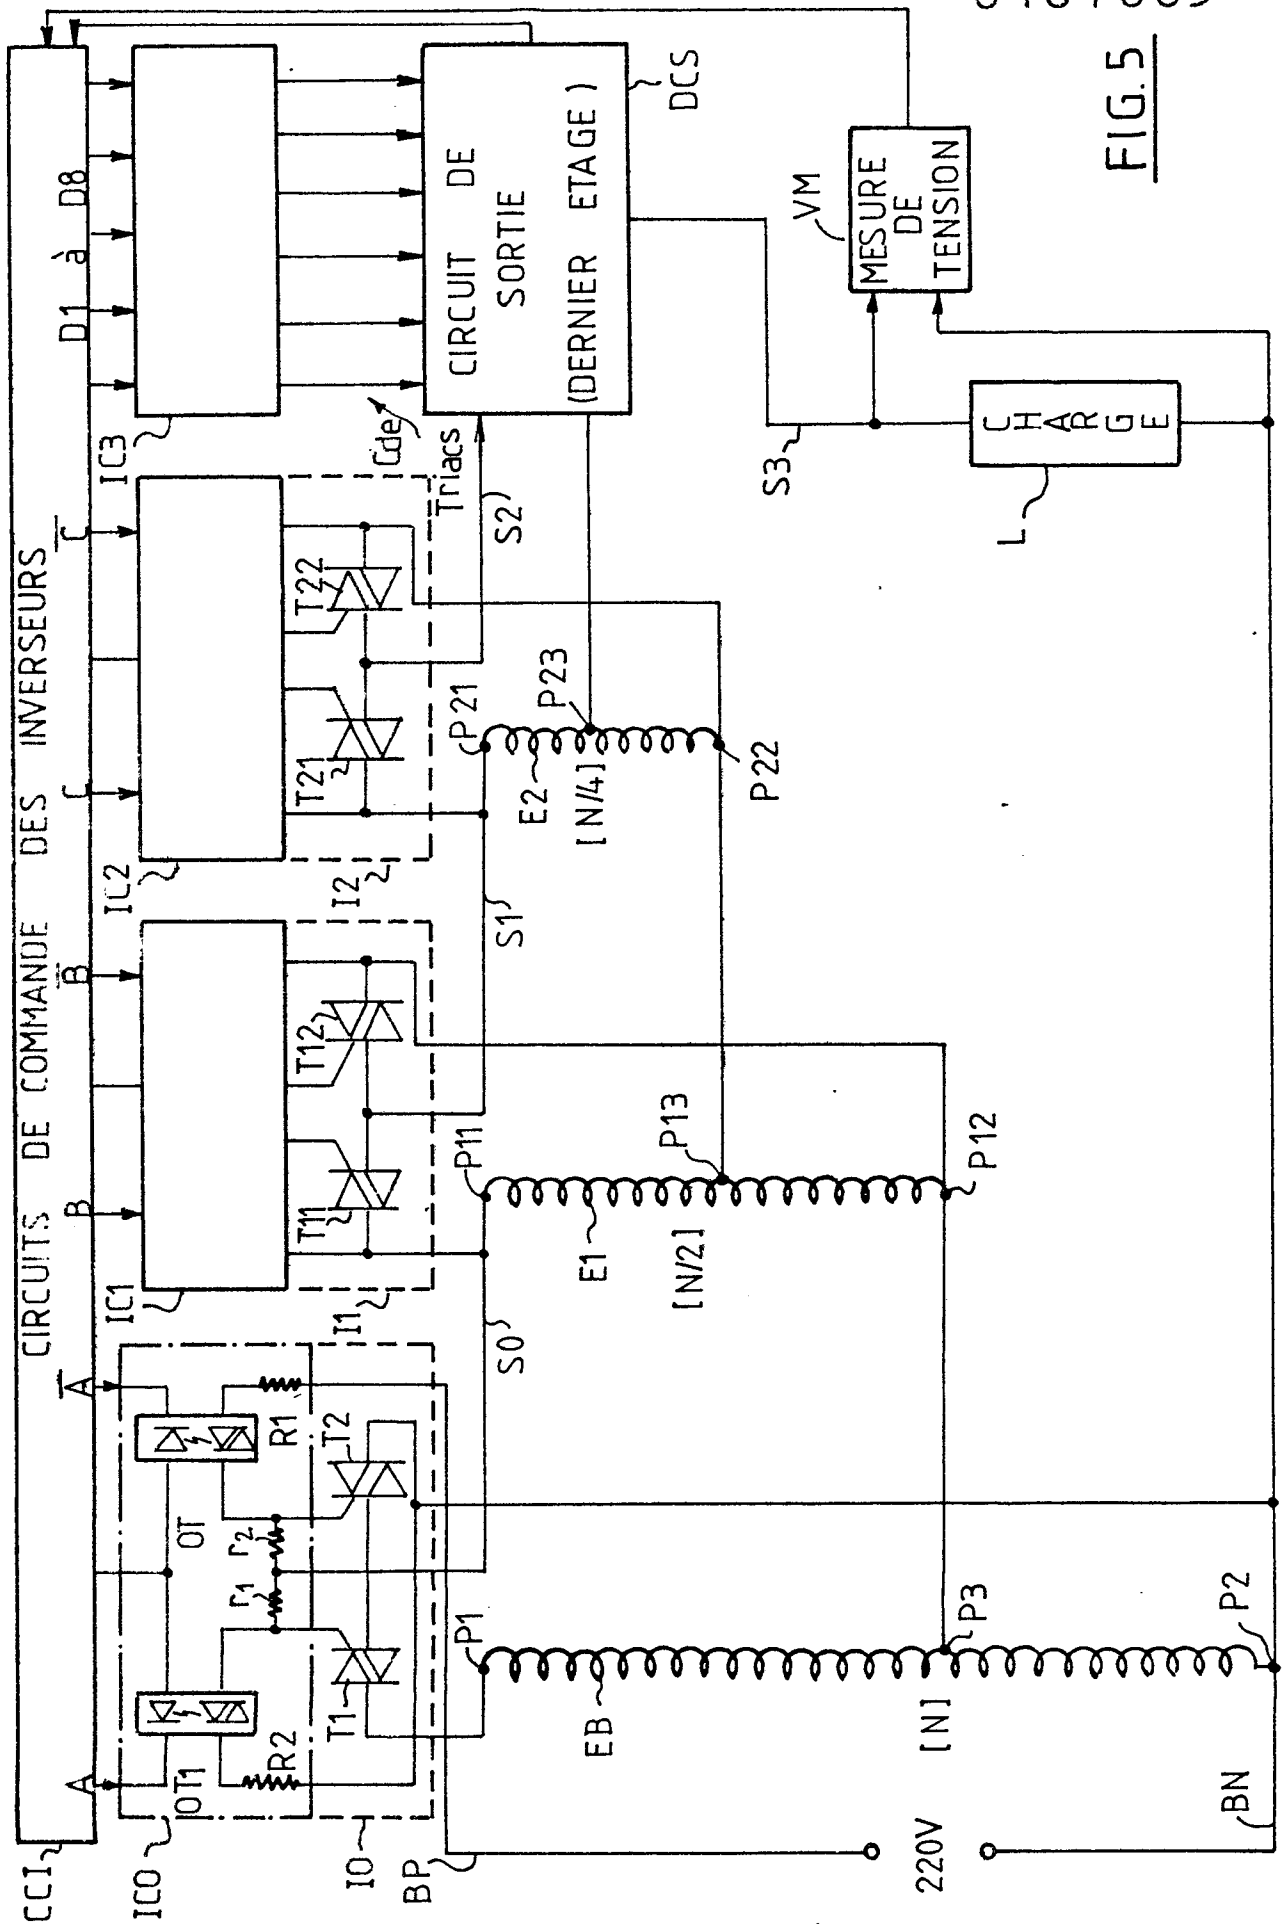 FIG. 5
CIRCUITS DE COMMANDE DES INVERSEURS
CCI
A
A
B
B
C
C
D1 à D8
IC0
OT1
OT
R2
R1
r1
r2
T1
T2
I0
IC1
T11
T12
I1
IC2
T21
T22
I2
IC3
Cde
Triacs
CIRCUIT DE
SORTIE
(DERNIER ETAGE)
DCS
BP
S0
S1
S2
S3
P1
EB
[N]
P3
P2
P11
E1
[N/2]
P13
P12
P21
E2
[N/4]
P23
P22
VM
MESURE
DE
TENSION
L
CHARGE
220V
BN